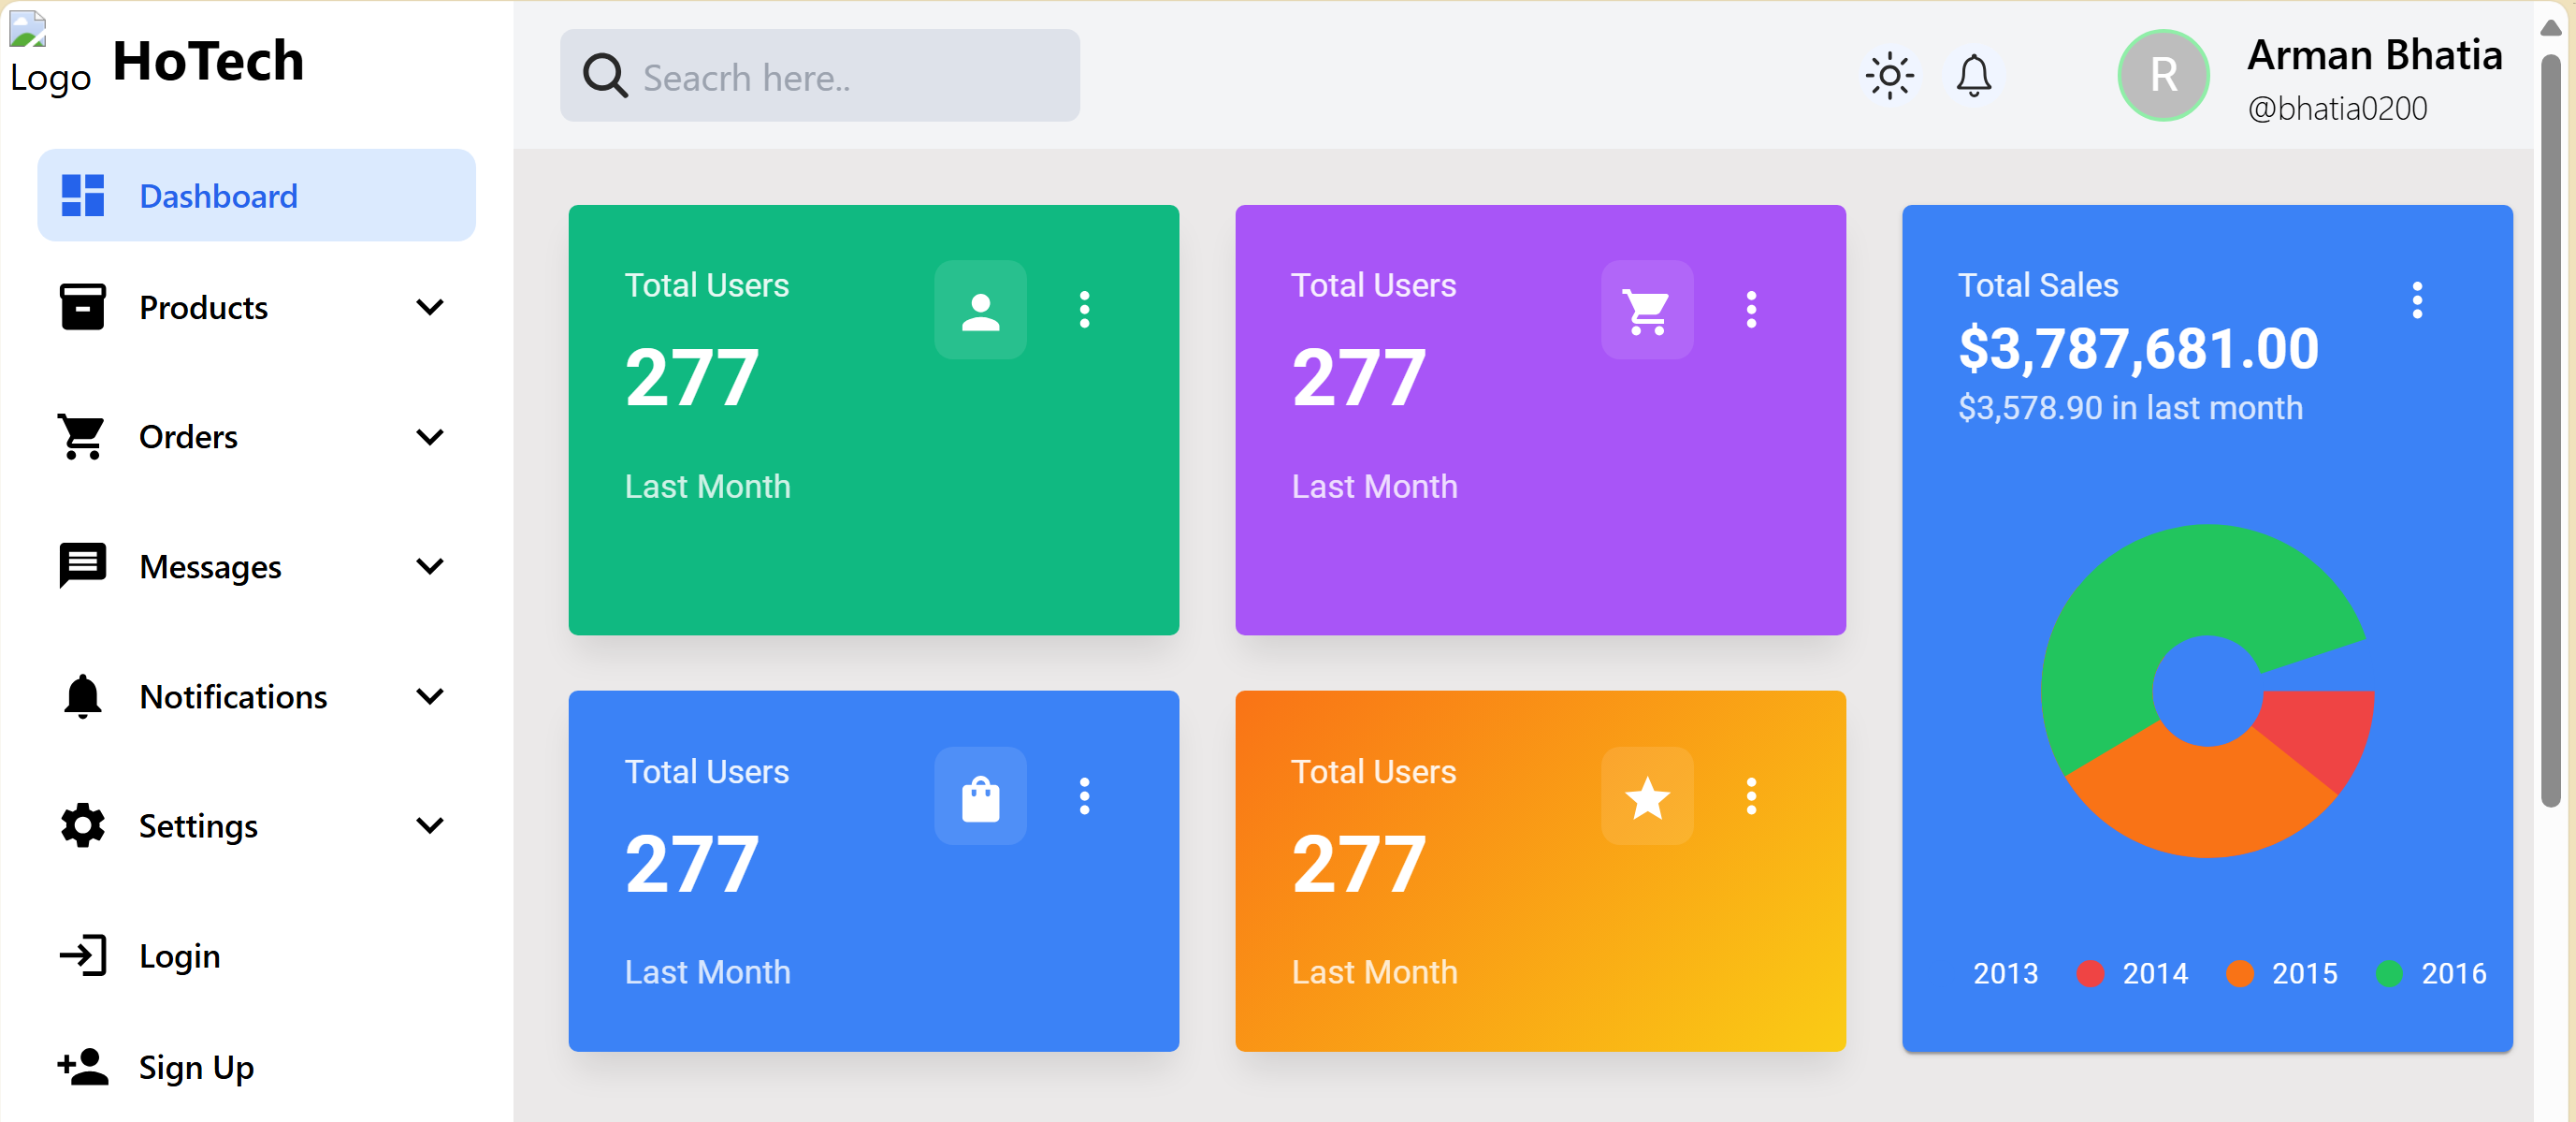 Logo HoTech
Seacrh here..
R
Arman Bhatia
@bhatia0200
Dashboard
Products
Orders
Messages
Notifications
Settings
Login
Sign Up
Total Users
277
Last Month
Total Users
277
Last Month
Total Sales
$3,787,681.00
$3,578.90 in last month
Total Users
277
Last Month
Total Users
277
Last Month
2013 2014 2015 2016